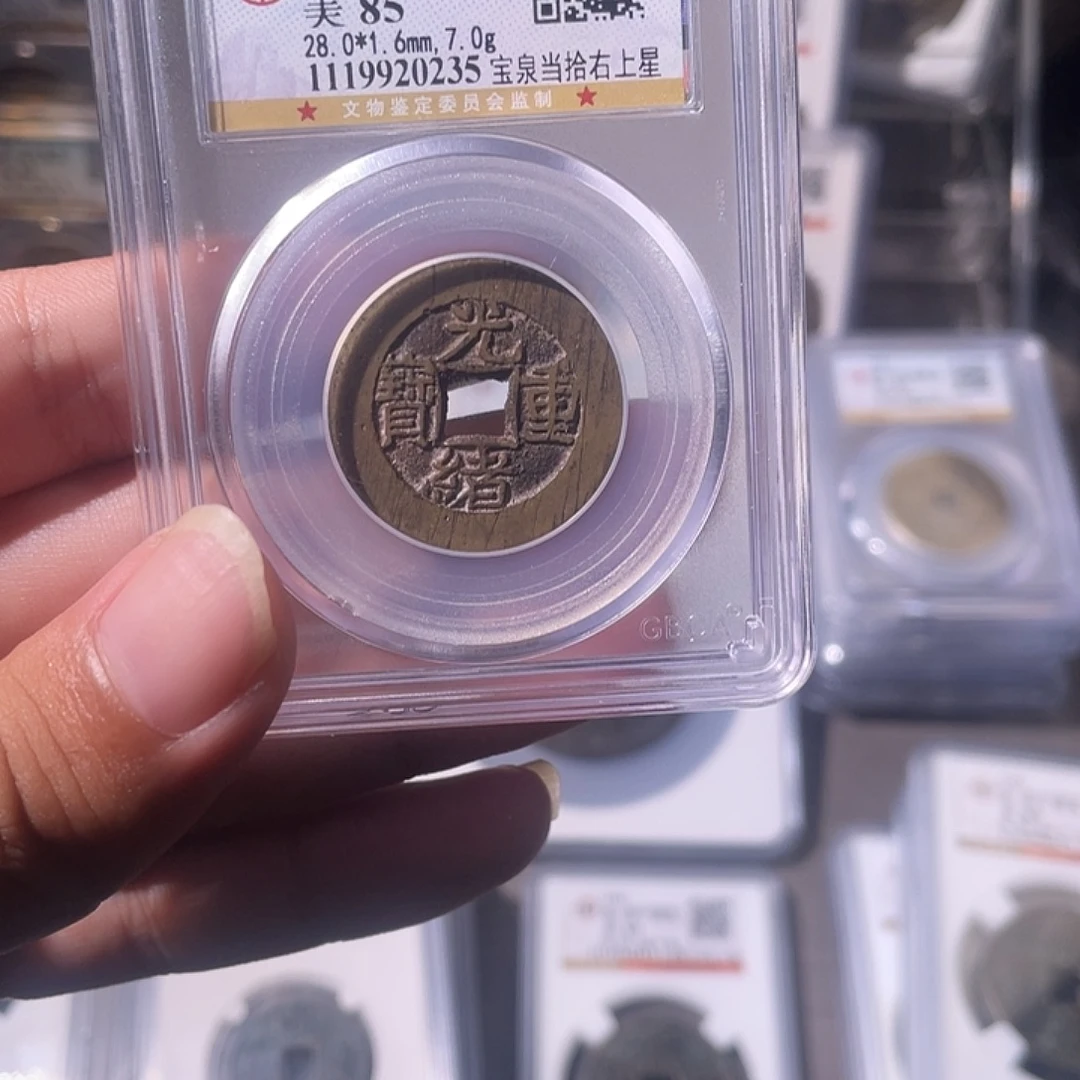 美 85
28.0*1.6mm, 7.0g
1119920235 宝泉当拾右上星
★ 文物鉴定委员会监制 ★
光
寶 重
緒
GBCA